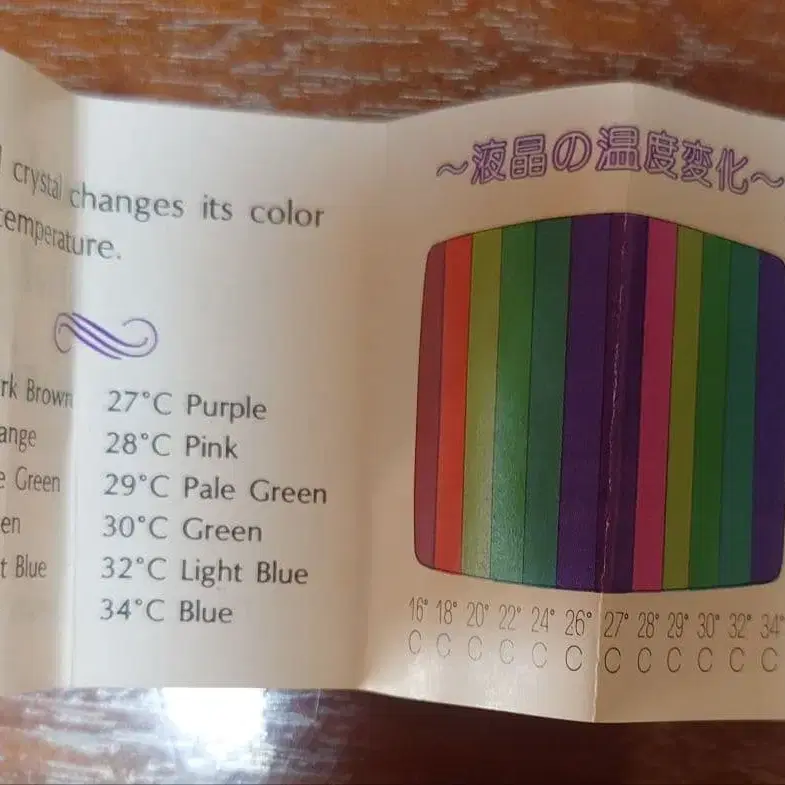 crystal changes its color
temperature.
rk Brown
ange
e Green
en
t Blue
27°C Purple
28°C Pink
29°C Pale Green
30°C Green
32°C Light Blue
34°C Blue
～液晶の温度変化～
16° 18° 20° 22° 24° 26° 27° 28° 29° 30° 32° 34°
C C C C C C C C C C C C